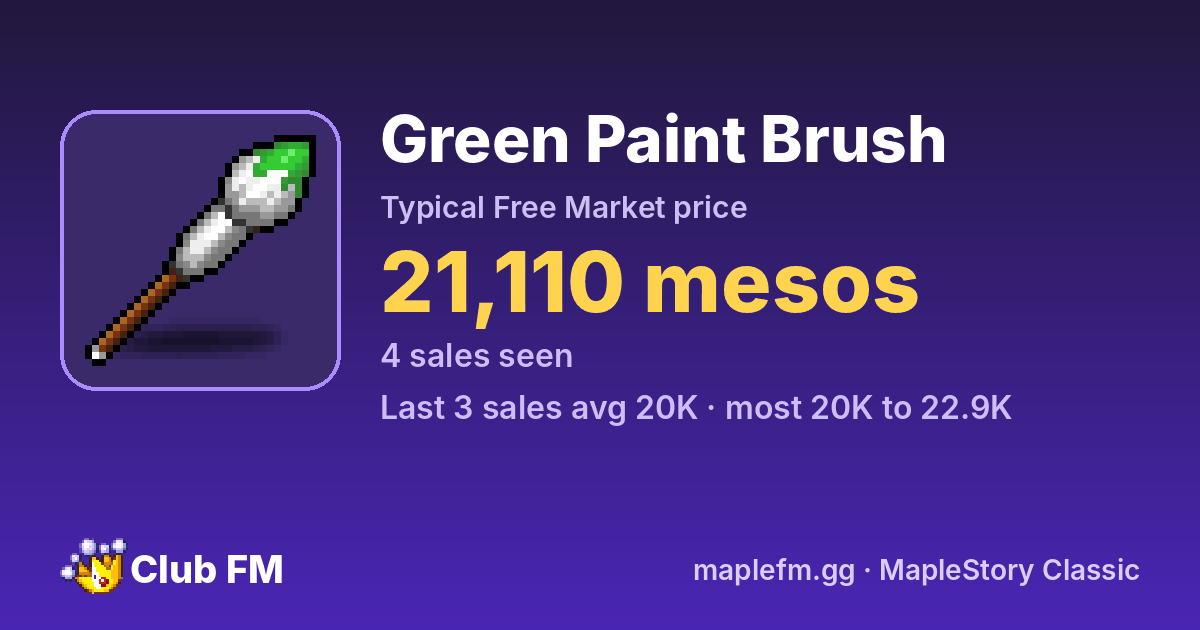 Green Paint Brush
Typical Free Market price
21,110 mesos
4 sales seen
Last 3 sales avg 20K · most 20K to 22.9K
Club FM
maplefm.gg · MapleStory Classic